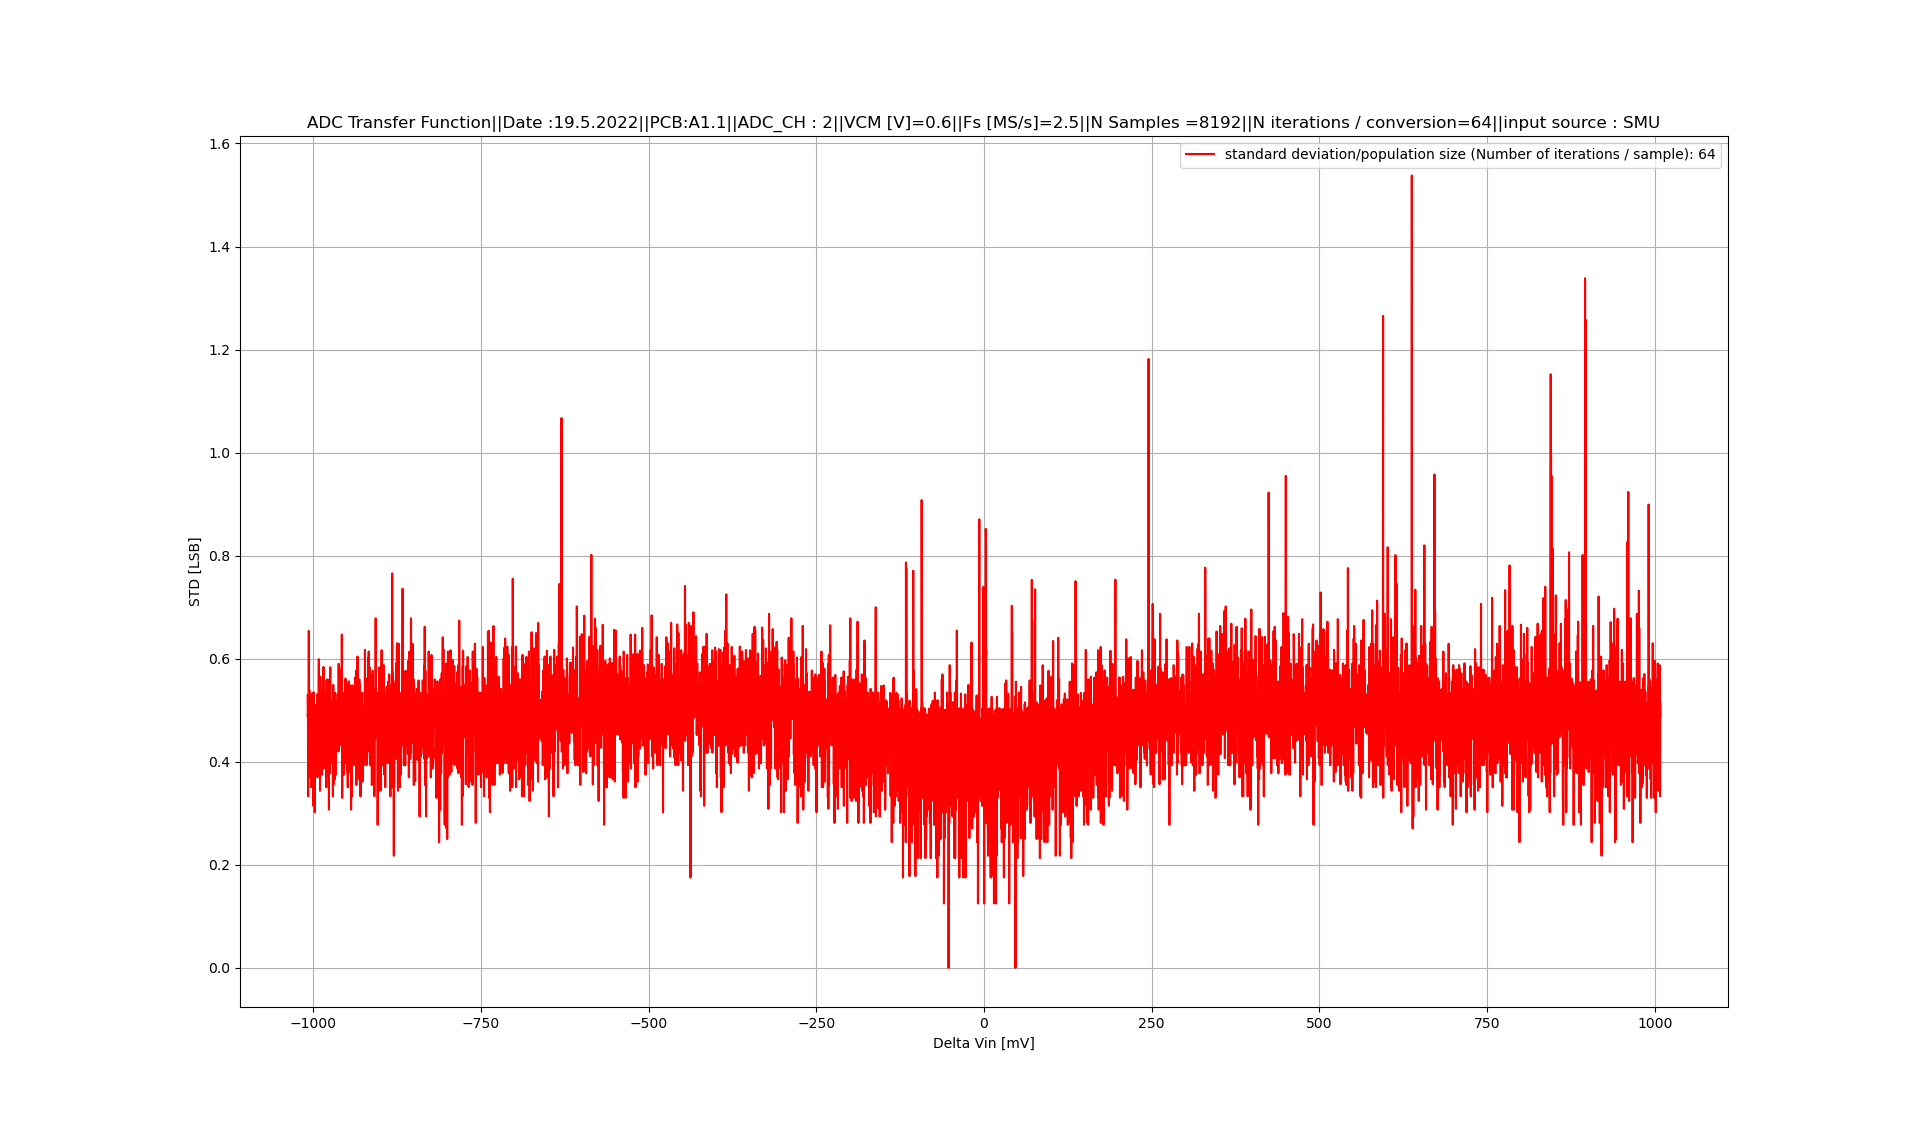 ADC Transfer Function||Date :19.5.2022||PCB:A1.1||ADC_CH : 2||VCM [V]=0.6||Fs [MS/s]=2.5||N Samples =8192||N iterations / conversion=64||input source : SMU
standard deviation/population size (Number of iterations / sample): 64
1.6
1.4
1.2
1.0
0.8
0.6
0.4
0.2
0.0
STD [LSB]
−1000 −750 −500 −250 0 250 500 750 1000
Delta Vin [mV]